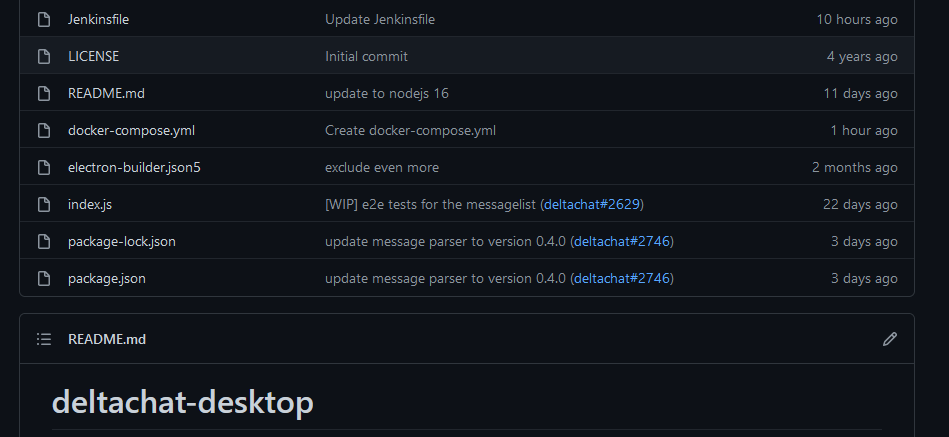 Jenkinsfile Update Jenkinsfile 10 hours ago
LICENSE Initial commit 4 years ago
README.md update to nodejs 16 11 days ago
docker-compose.yml Create docker-compose.yml 1 hour ago
electron-builder.json5 exclude even more 2 months ago
index.js [WIP] e2e tests for the messagelist (deltachat#2629) 22 days ago
package-lock.json update message parser to version 0.4.0 (deltachat#2746) 3 days ago
package.json update message parser to version 0.4.0 (deltachat#2746) 3 days ago
README.md
deltachat-desktop